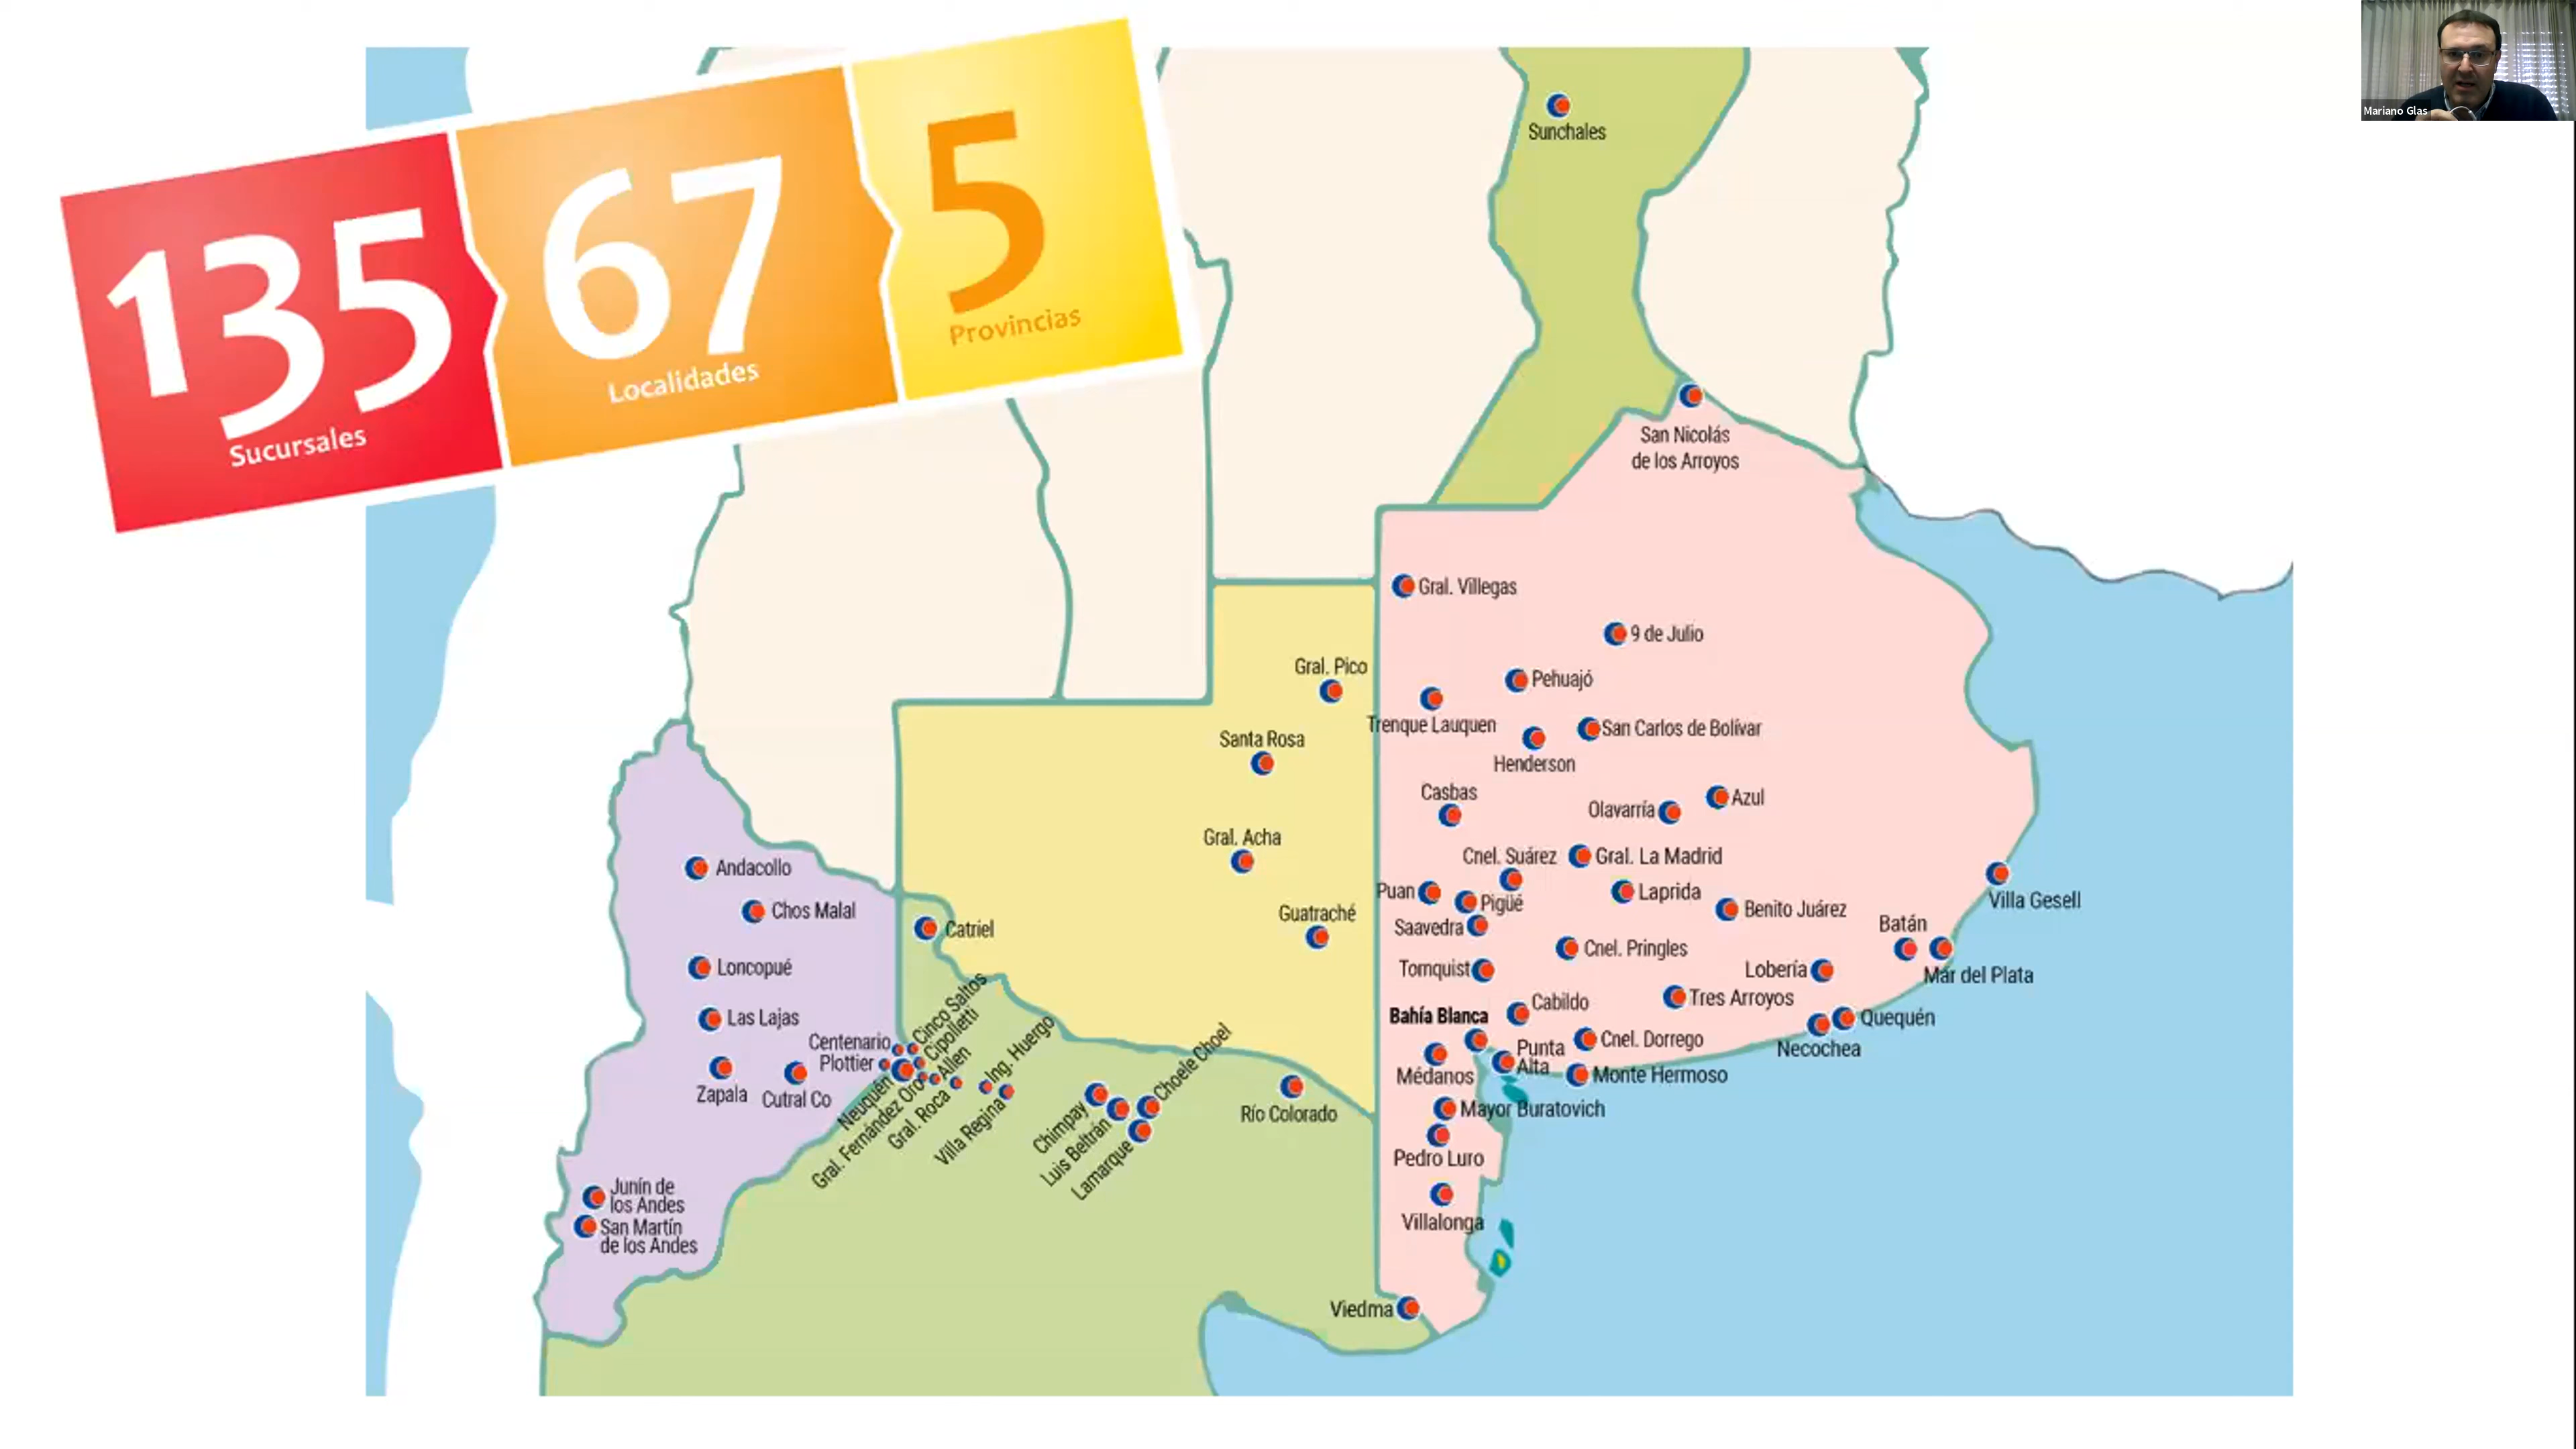 135
Sucursales
67
Localidades
5
Provincias
Mariano Glas
Sunchales
San Nicolás
de los Arroyos
Gral. Villegas
9 de Julio
Gral. Pico
Pehuajó
Trenque Lauquen
San Carlos de Bolívar
Santa Rosa
Henderson
Casbas
Azul
Olavarría
Gral. Acha
Cnel. Suárez
Gral. La Madrid
Andacollo
Puan
Laprida
Villa Gesell
Pigüé
Chos Malal
Guatraché
Benito Juárez
Batán
Saavedra
Catriel
Cnel. Pringles
Loncopué
Tornquist
Lobería
Mar del Plata
Tres Arroyos
Cabildo
Las Lajas
Bahía Blanca
Quequén
Cinco Saltos
Cipolletti
Centenario
Cnel. Dorrego
Necochea
Punta
Alta
Plottier
Allen
Ing. Huergo
Choele Choel
Médanos
Monte Hermoso
Zapala
Cutral Co
Neuquén
Gral. Fernández Oro
Gral. Roca
Villa Regina
Chimpay
Luis Beltrán
Lamarque
Río Colorado
Mayor Buratovich
Pedro Luro
Junín de
los Andes
San Martín
de los Andes
Villalonga
Viedma